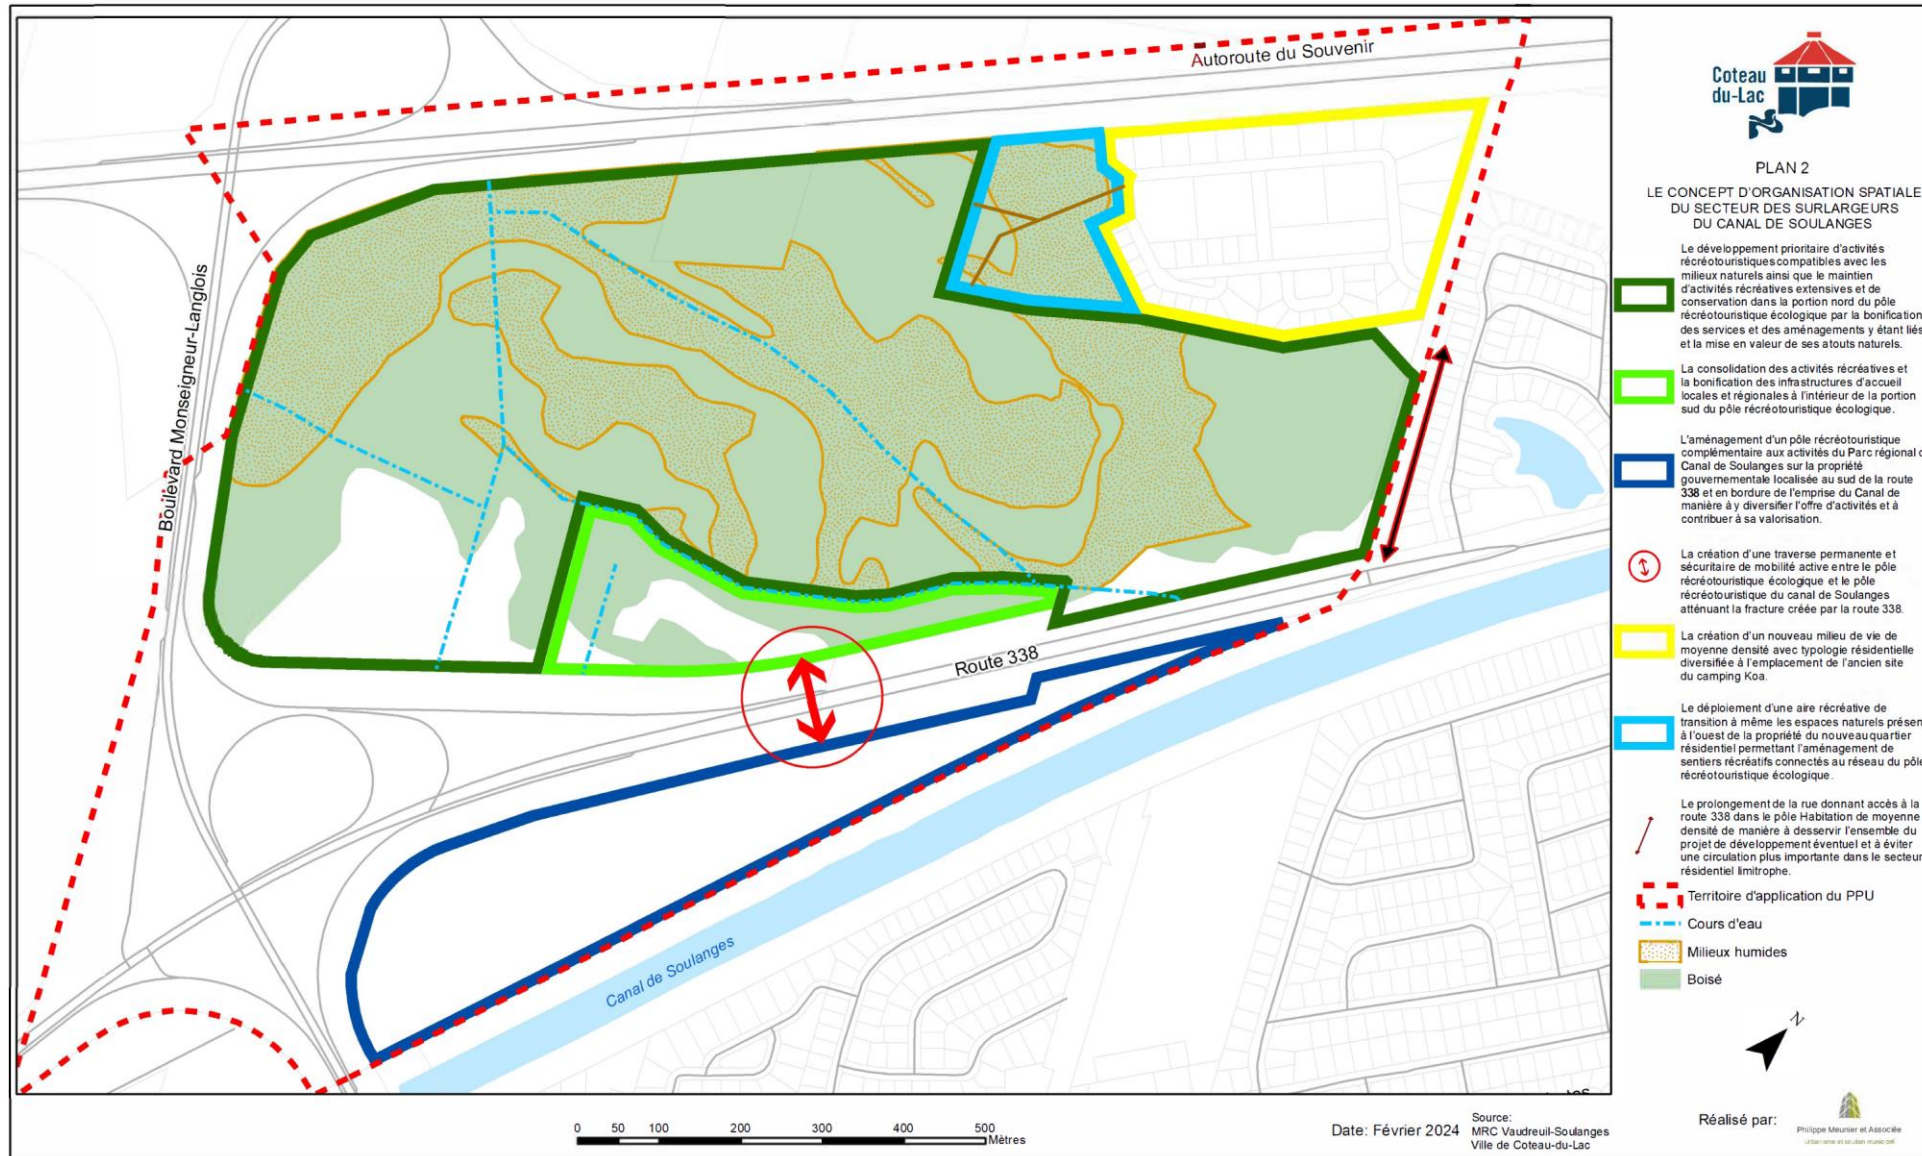 Autoroute du Souvenir
Boulevard Monseigneur-Langlois
Route 338
Canal de Soulanges
Coteau
du-Lac
PLAN 2
LE CONCEPT D'ORGANISATION SPATIALE
DU SECTEUR DES SURLARGEURS
DU CANAL DE SOULANGES
Le développement prioritaire d'activités
récréotouristiques compatibles avec les
milieux naturels ainsi que le maintien
d'activités récréatives extensives et de
conservation dans la portion nord du pôle
récréotouristique écologique par la bonification
des services et des aménagements y étant liés
et la mise en valeur de ses atouts naturels.
La consolidation des activités récréatives et
la bonification des infrastructures d'accueil
locales et régionales à l'intérieur de la portion
sud du pôle récréotouristique écologique.
L'aménagement d'un pôle récréotouristique
complémentaire aux activités du Parc régional
Canal de Soulanges sur la propriété
gouvernementale localisée au sud de la route
338 et en bordure de l'emprise du Canal de
manière à y diversifier l'offre d'activités et à
contribuer à sa valorisation.
La création d'une traverse permanente et
sécuritaire de mobilité active entre le pôle
récréotouristique écologique et le pôle
récréotouristique du canal de Soulanges
atténuant la fracture créée par la route 338.
La création d'un nouveau milieu de vie de
moyenne densité avec typologie résidentielle
diversifiée à l'emplacement de l'ancien site
du camping Koa.
Le déploiement d'une aire récréative de
transition à même les espaces naturels présen
à l'ouest de la propriété du nouveau quartier
résidentiel permettant l'aménagement de
sentiers récréatifs connectés au réseau du pôle
récréotouristique écologique.
Le prolongement de la rue donnant accès à la
route 338 dans le pôle Habitation de moyenne
densité de manière à desservir l'ensemble du
projet de développement éventuel et à éviter
une circulation plus importante dans le secteur
résidentiel limitrophe.
Territoire d'application du PPU
Cours d'eau
Milieux humides
Boisé
N
0 50 100 200 300 400 500
Mètres
Date: Février 2024
Source:
MRC Vaudreuil-Soulanges
Ville de Coteau-du-Lac
Réalisé par:
Philippe Meunier et Associés